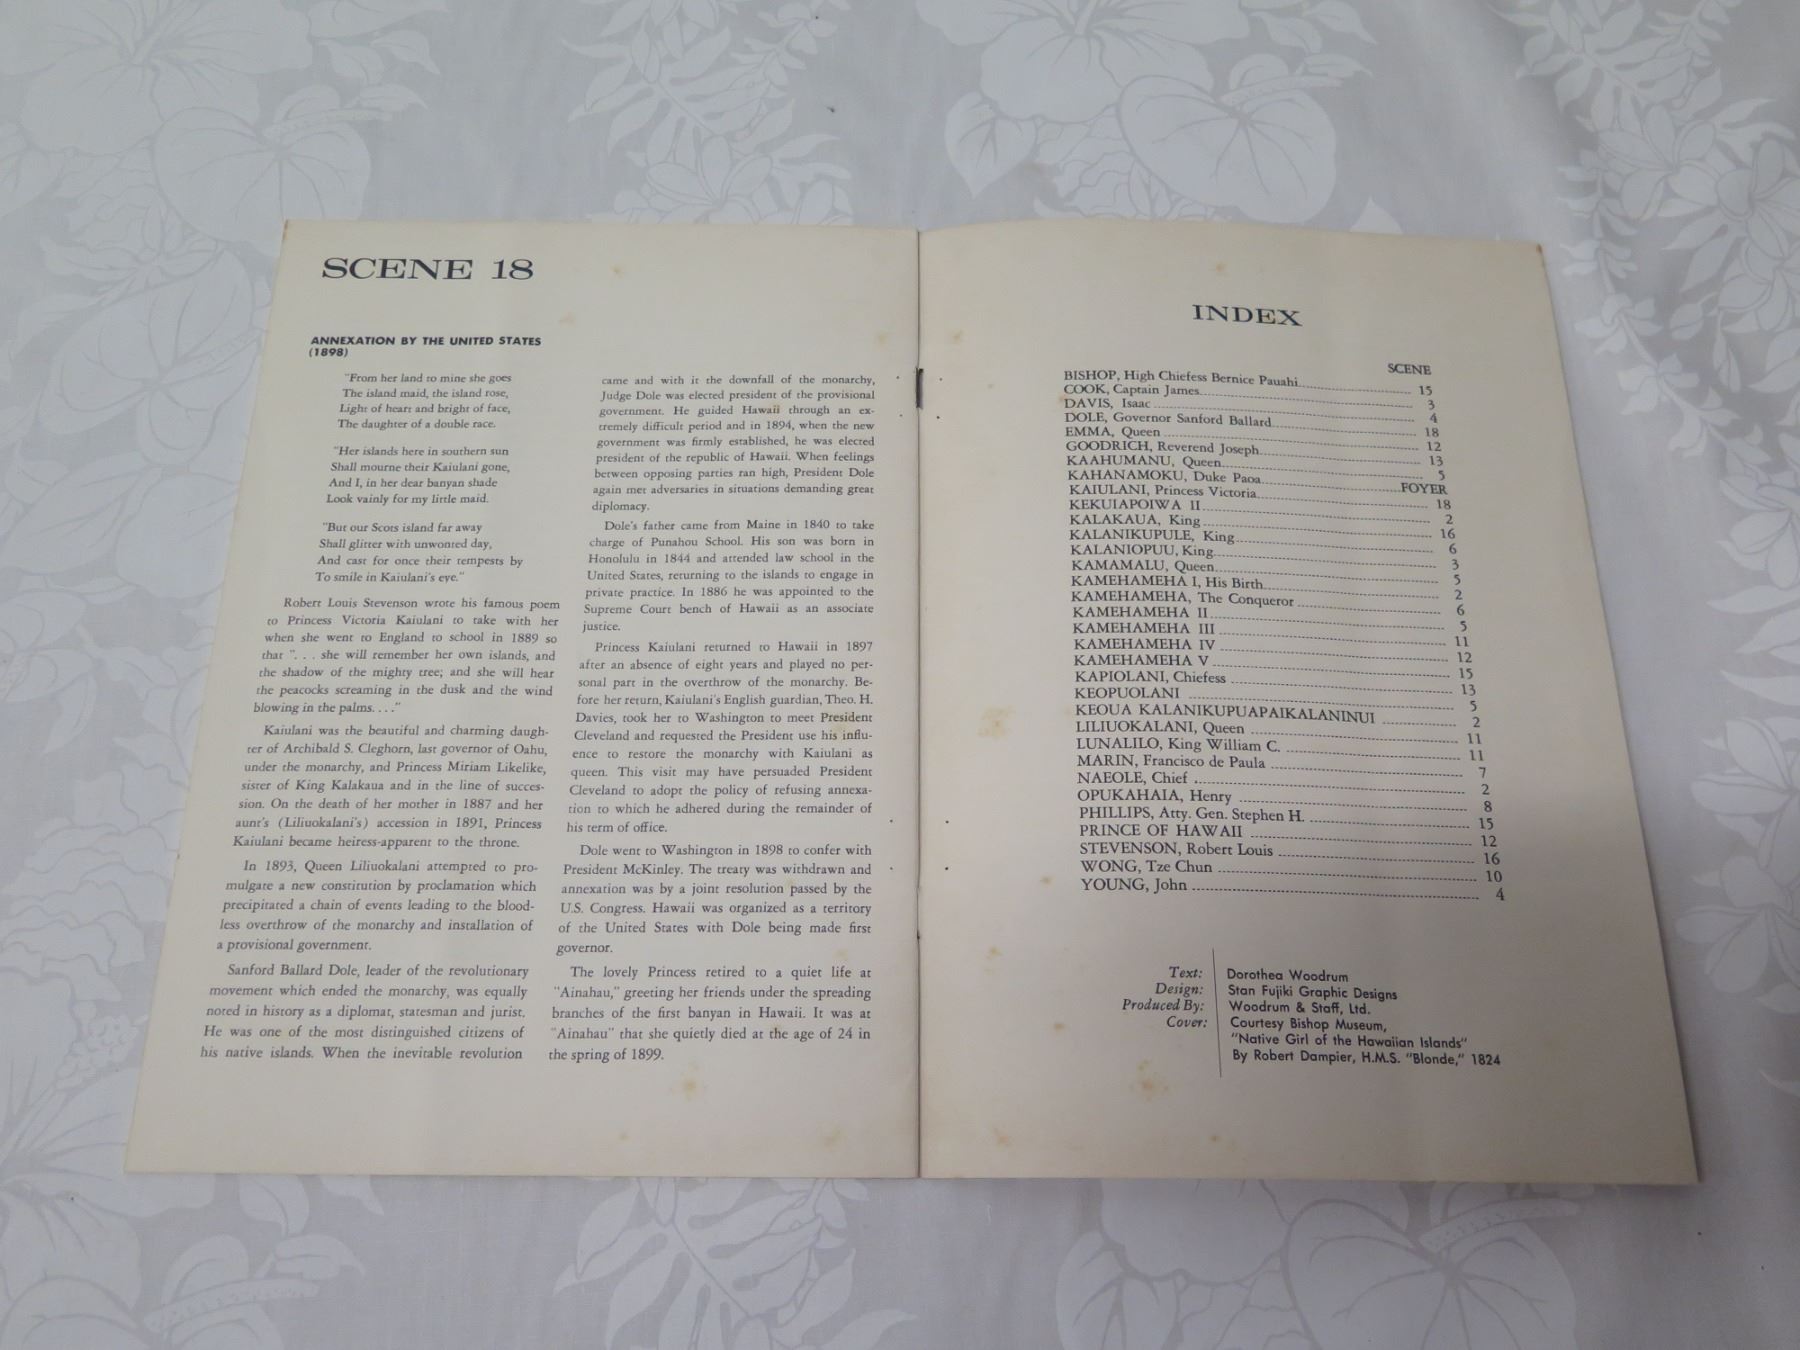 SCENE 18
ANNEXATION BY THE UNITED STATES
(1898)
"From her land to mine she goes
The island maid, the island rose,
Light of heart and bright of face,
The daughter of a double race.
"Her islands here in southern sun
Shall mourne their Kaiulani gone,
And I, in her dear banyan shade
Look vainly for my little maid.
"But our Scots island far away
Shall glitter with unwonted day,
And cast for once their tempests by
To smile in Kaiulani's eye."
Robert Louis Stevenson wrote his famous poem
to Princess Victoria Kaiulani to take with her
when she went to England to school in 1889 so
that ". . . she will remember her own islands, and
the shadow of the mighty tree; and she will hear
the peacocks screaming in the dusk and the wind
blowing in the palms. . . ."
Kaiulani was the beautiful and charming daugh-
ter of Archibald S. Cleghorn, last governor of Oahu,
under the monarchy, and Princess Miriam Likelike,
sister of King Kalakaua and in the line of succes-
sion. On the death of her mother in 1887 and her
aunt's (Liliuokalani's) accession in 1891, Princess
Kaiulani became heiress-apparent to the throne.
In 1893, Queen Liliuokalani attempted to pro-
mulgate a new constitution by proclamation which
precipitated a chain of events leading to the blood-
less overthrow of the monarchy and installation of
a provisional government.
Sanford Ballard Dole, leader of the revolutionary
movement which ended the monarchy, was equally
noted in history as a diplomat, statesman and jurist.
He was one of the most distinguished citizens of
his native islands. When the inevitable revolution
came and with it the downfall of the monarchy,
Judge Dole was elected president of the provisional
government. He guided Hawaii through an ex-
tremely difficult period and in 1894, when the new
government was firmly established, he was elected
president of the republic of Hawaii. When feelings
between opposing parties ran high, President Dole
again met adversaries in situations demanding great
diplomacy.
Dole's father came from Maine in 1840 to take
charge of Punahou School. His son was born in
Honolulu in 1844 and attended law school in the
United States, returning to the islands to engage in
private practice. In 1886 he was appointed to the
Supreme Court bench of Hawaii as an associate
justice.
Princess Kaiulani returned to Hawaii in 1897
after an absence of eight years and played no per-
sonal part in the overthrow of the monarchy. Be-
fore her return, Kaiulani's English guardian, Theo. H.
Davies, took her to Washington to meet President
Cleveland and requested the President use his influ-
ence to restore the monarchy with Kaiulani as
queen. This visit may have persuaded President
Cleveland to adopt the policy of refusing annexa-
tion to which he adhered during the remainder of
his term of office.
Dole went to Washington in 1898 to confer with
President McKinley. The treaty was withdrawn and
annexation was by a joint resolution passed by the
U.S. Congress. Hawaii was organized as a territory
of the United States with Dole being made first
governor.
The lovely Princess retired to a quiet life at
"Ainahau," greeting her friends under the spreading
branches of the first banyan in Hawaii. It was at
"Ainahau" that she quietly died at the age of 24 in
the spring of 1899.
INDEX
SCENE
BISHOP, High Chiefess Bernice Pauahi 15
COOK, Captain James 3
DAVIS, Isaac 4
DOLE, Governor Sanford Ballard 18
EMMA, Queen 12
GOODRICH, Reverend Joseph 13
KAAHUMANU, Queen 5
KAHANAMOKU, Duke Paoa FOYER
KAIULANI, Princess Victoria 18
KEKUIAPOIWA II 2
KALAKAUA, King 16
KALANIKUPULE, King 6
KALANIOPUU, King 3
KAMAMALU, Queen 5
KAMEHAMEHA I, His Birth 2
KAMEHAMEHA, The Conqueror 6
KAMEHAMEHA II 5
KAMEHAMEHA III 11
KAMEHAMEHA IV 12
KAMEHAMEHA V 15
KAPIOLANI, Chiefess 13
KEOPUOLANI 5
KEOUA KALANIKUPUAPAIKALANINUI 2
LILIUOKALANI, Queen 11
LUNALILO, King William C. 11
MARIN, Francisco de Paula 7
NAEOLE, Chief 2
OPUKAHAIA, Henry 8
PHILLIPS, Atty. Gen. Stephen H. 15
PRINCE OF HAWAII 12
STEVENSON, Robert Louis 16
WONG, Tze Chun 10
YOUNG, John 4
Text: Dorothea Woodrum
Design: Stan Fujiki Graphic Designs
Produced By: Woodrum & Staff, Ltd.
Cover: Courtesy Bishop Museum,
"Native Girl of the Hawaiian Islands"
By Robert Dampier, H.M.S. "Blonde," 1824